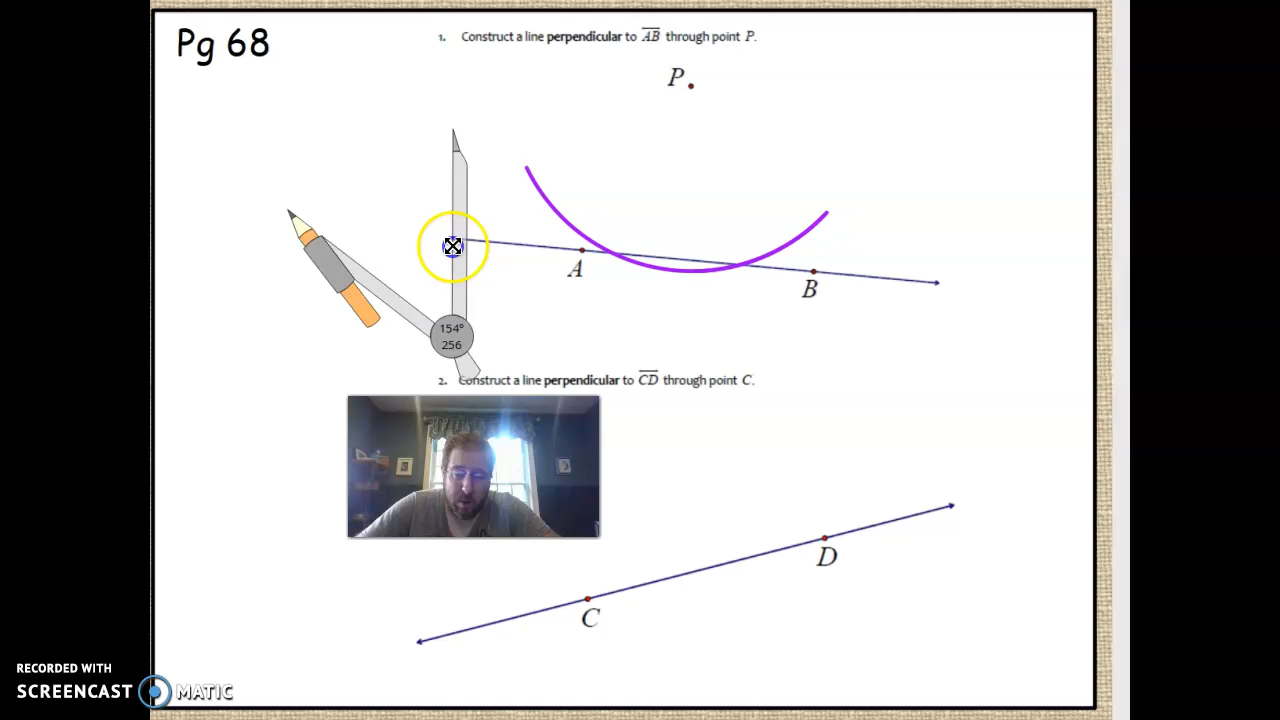 Pg 68
1. Construct a line perpendicular to AB through point P.
P
A
B
154°
256
2. Construct a line perpendicular to CD through point C.
D
C
RECORDED WITH
SCREENCAST MATIC